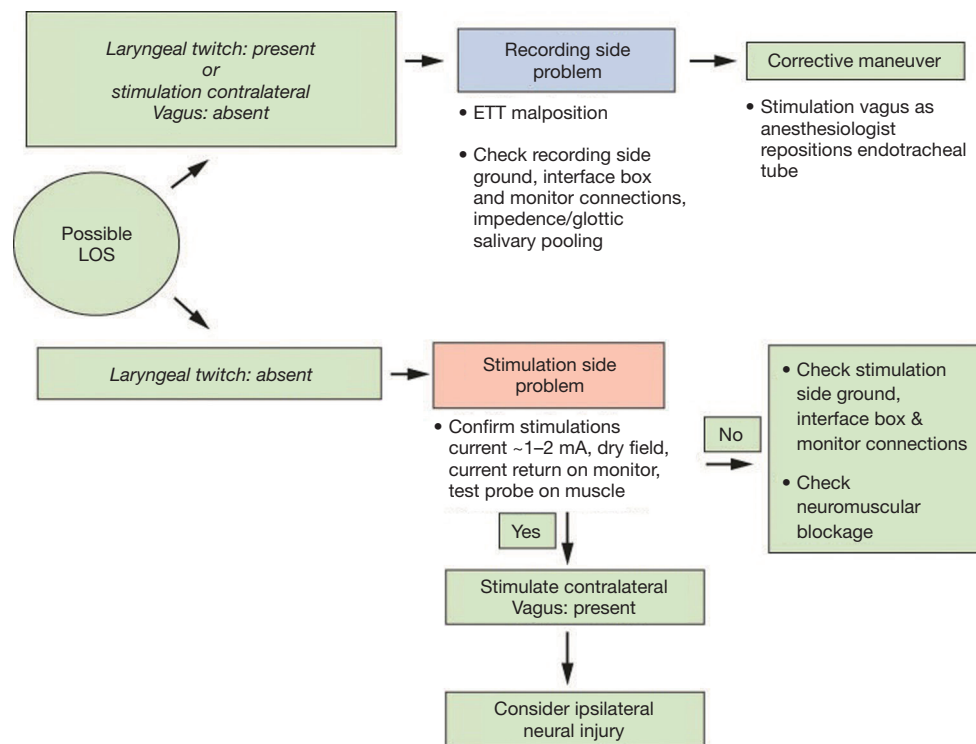 Laryngeal twitch: present
or
stimulation contralateral
Vagus: absent
Recording side
problem
• ETT malposition
• Check recording side
ground, interface box
and monitor connections,
impedence/glottic
salivary pooling
Corrective maneuver
• Stimulation vagus as
anesthesiologist
repositions endotracheal
tube
Possible
LOS
Laryngeal twitch: absent
Stimulation side
problem
• Confirm stimulations
current ~1–2 mA, dry field,
current return on monitor,
test probe on muscle
No
• Check stimulation
side ground,
interface box &
monitor connections
• Check
neuromuscular
blockage
Yes
Stimulate contralateral
Vagus: present
Consider ipsilateral
neural injury